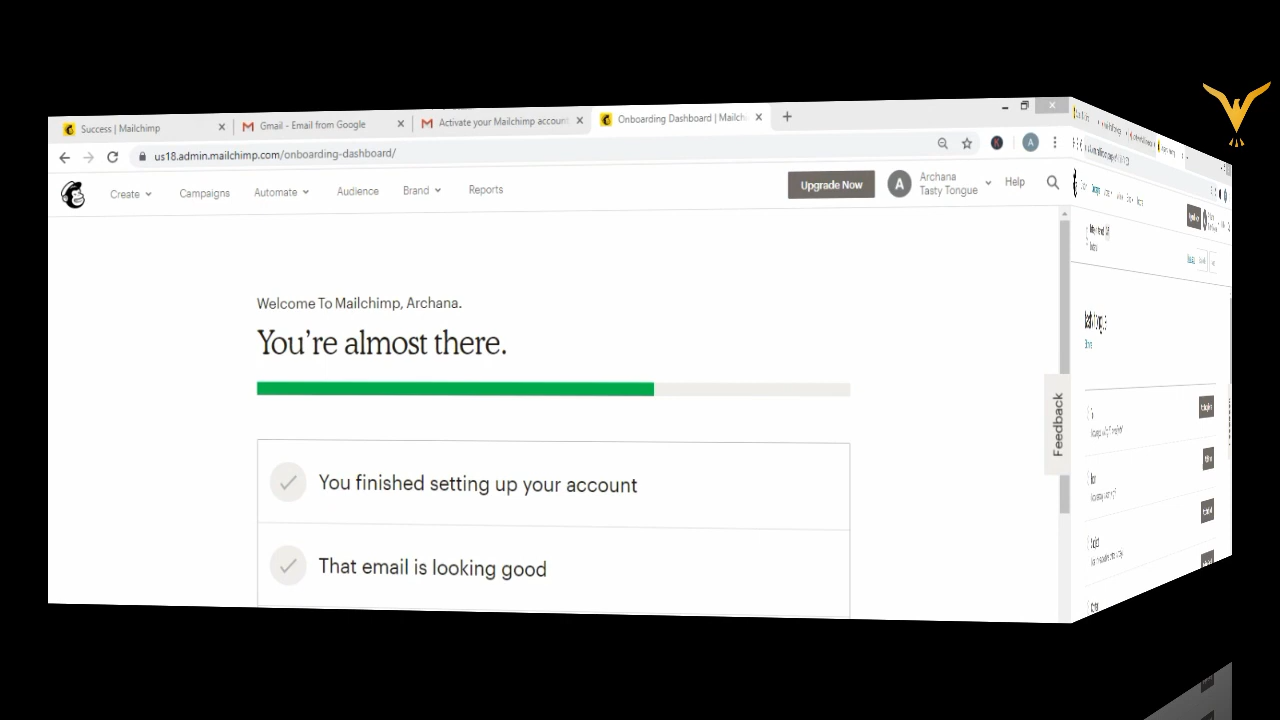 Success | Mailchimp
Gmail - Email from Google
Activate your Mailchimp accoun
Onboarding Dashboard | Mailch
us18.admin.mailchimp.com/onboarding-dashboard/
Create
Campaigns
Automate
Audience
Brand
Reports
Upgrade Now
A
Archana
Tasty Tongue
Help
Welcome To Mailchimp, Archana.
You’re almost there.
You finished setting up your account
That email is looking good
Feedback